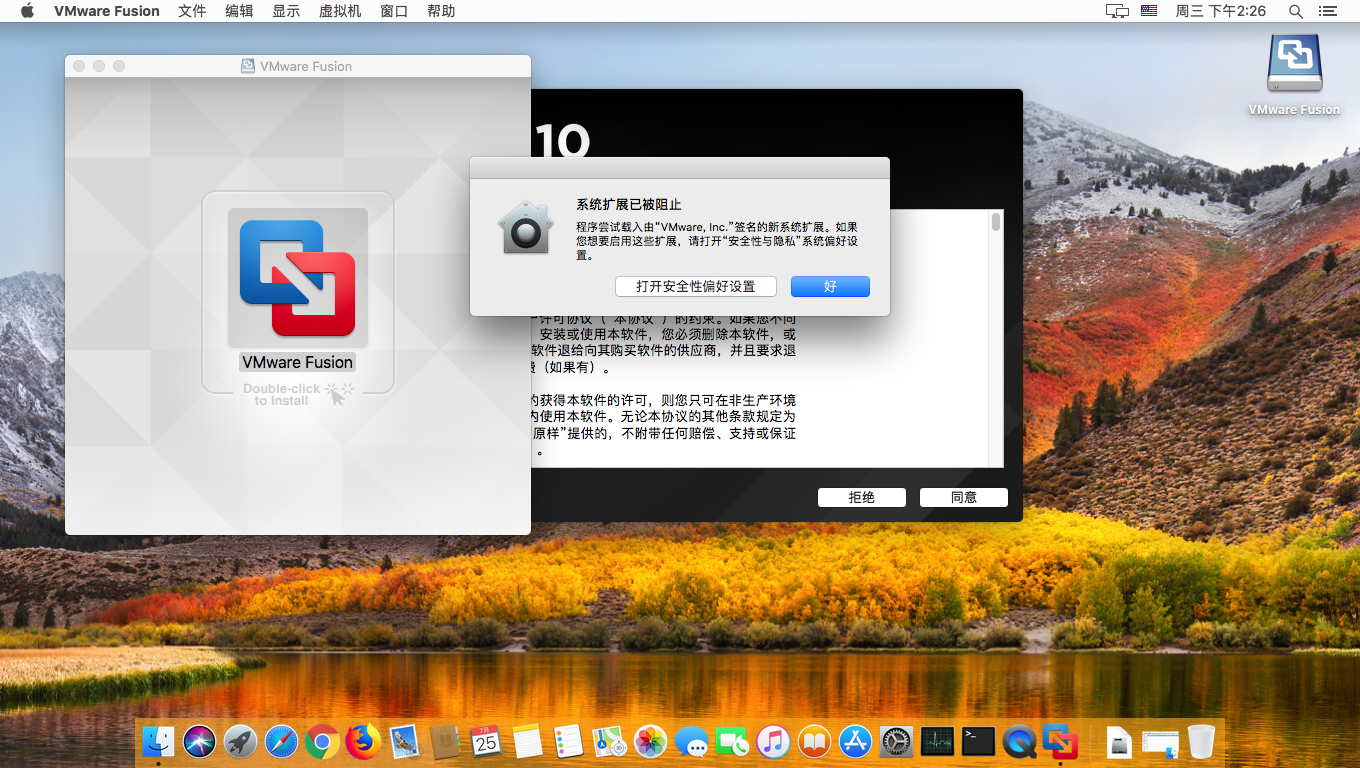 VMware Fusion 文件 编辑 显示 虚拟机 窗口 帮助 周三 下午2:26
VMware Fusion
VMware Fusion
10
系统扩展已被阻止
程序尝试载入由“VMware, Inc.”签名的新系统扩展。如果
您想要启用这些扩展，请打开“安全性与隐私”系统偏好设
置。
打开安全性偏好设置 好
许可协议（“本协议”）的约束。如果您不同
安装或使用本软件，您必须删除本软件，或
软件退给向其购买软件的供应商，并且要求退
（如果有）。
VMware Fusion
Double-click
to Install
获得本软件的许可，则您只可在非生产环境
内使用本软件。无论本协议的其他条款规定为
原样”提供的，不附带任何赔偿、支持或保证
。
拒绝 同意
7月
25